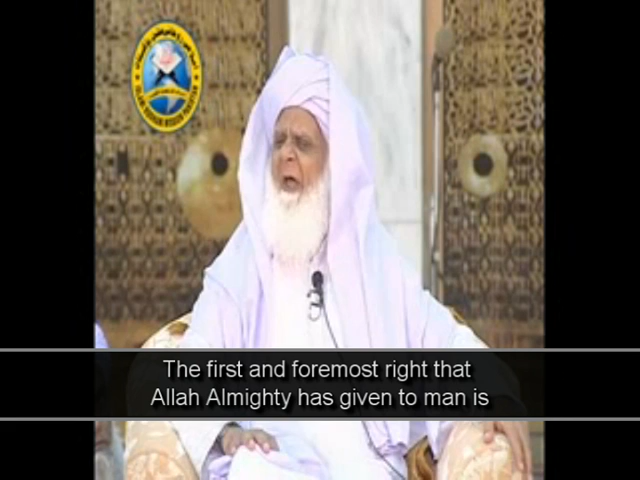 The first and foremost right that
Allah Almighty has given to man is